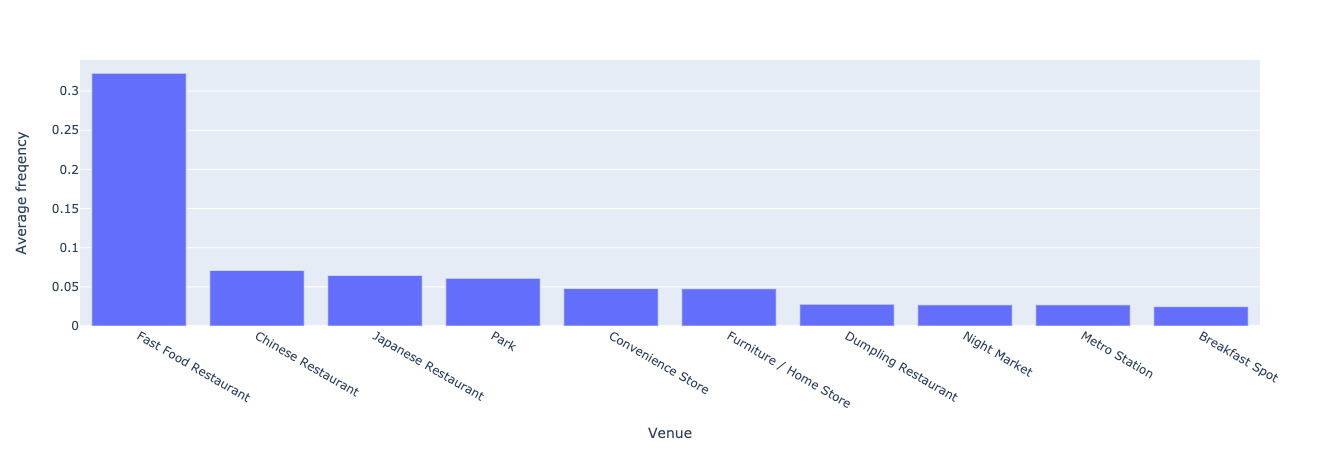 Average freqency
0.3
0.25
0.2
0.15
0.1
0.05
0
Fast Food Restaurant
Chinese Restaurant
Japanese Restaurant
Park
Convenience Store
Furniture / Home Store
Dumpling Restaurant
Night Market
Metro Station
Breakfast Spot
Venue